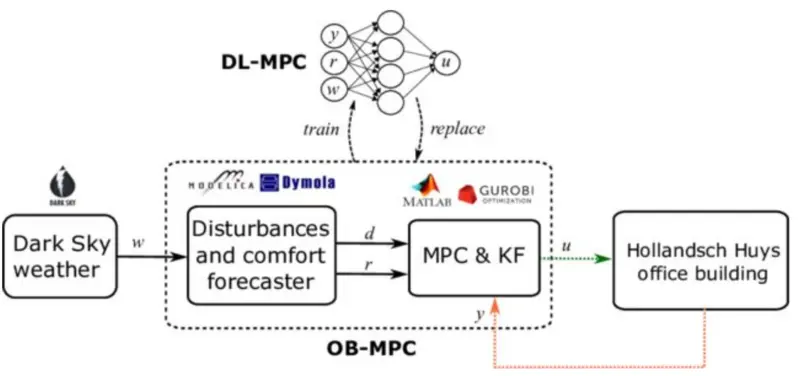 y
r
w
u
DL-MPC
train
replace
DARK SKY
MODELICA
Dymola
MATLAB
GUROBI
OPTIMIZATION
Dark Sky
weather
w
Disturbances
and comfort
forecaster
d
r
MPC & KF
u
Hollandsch Huys
office building
y
OB-MPC